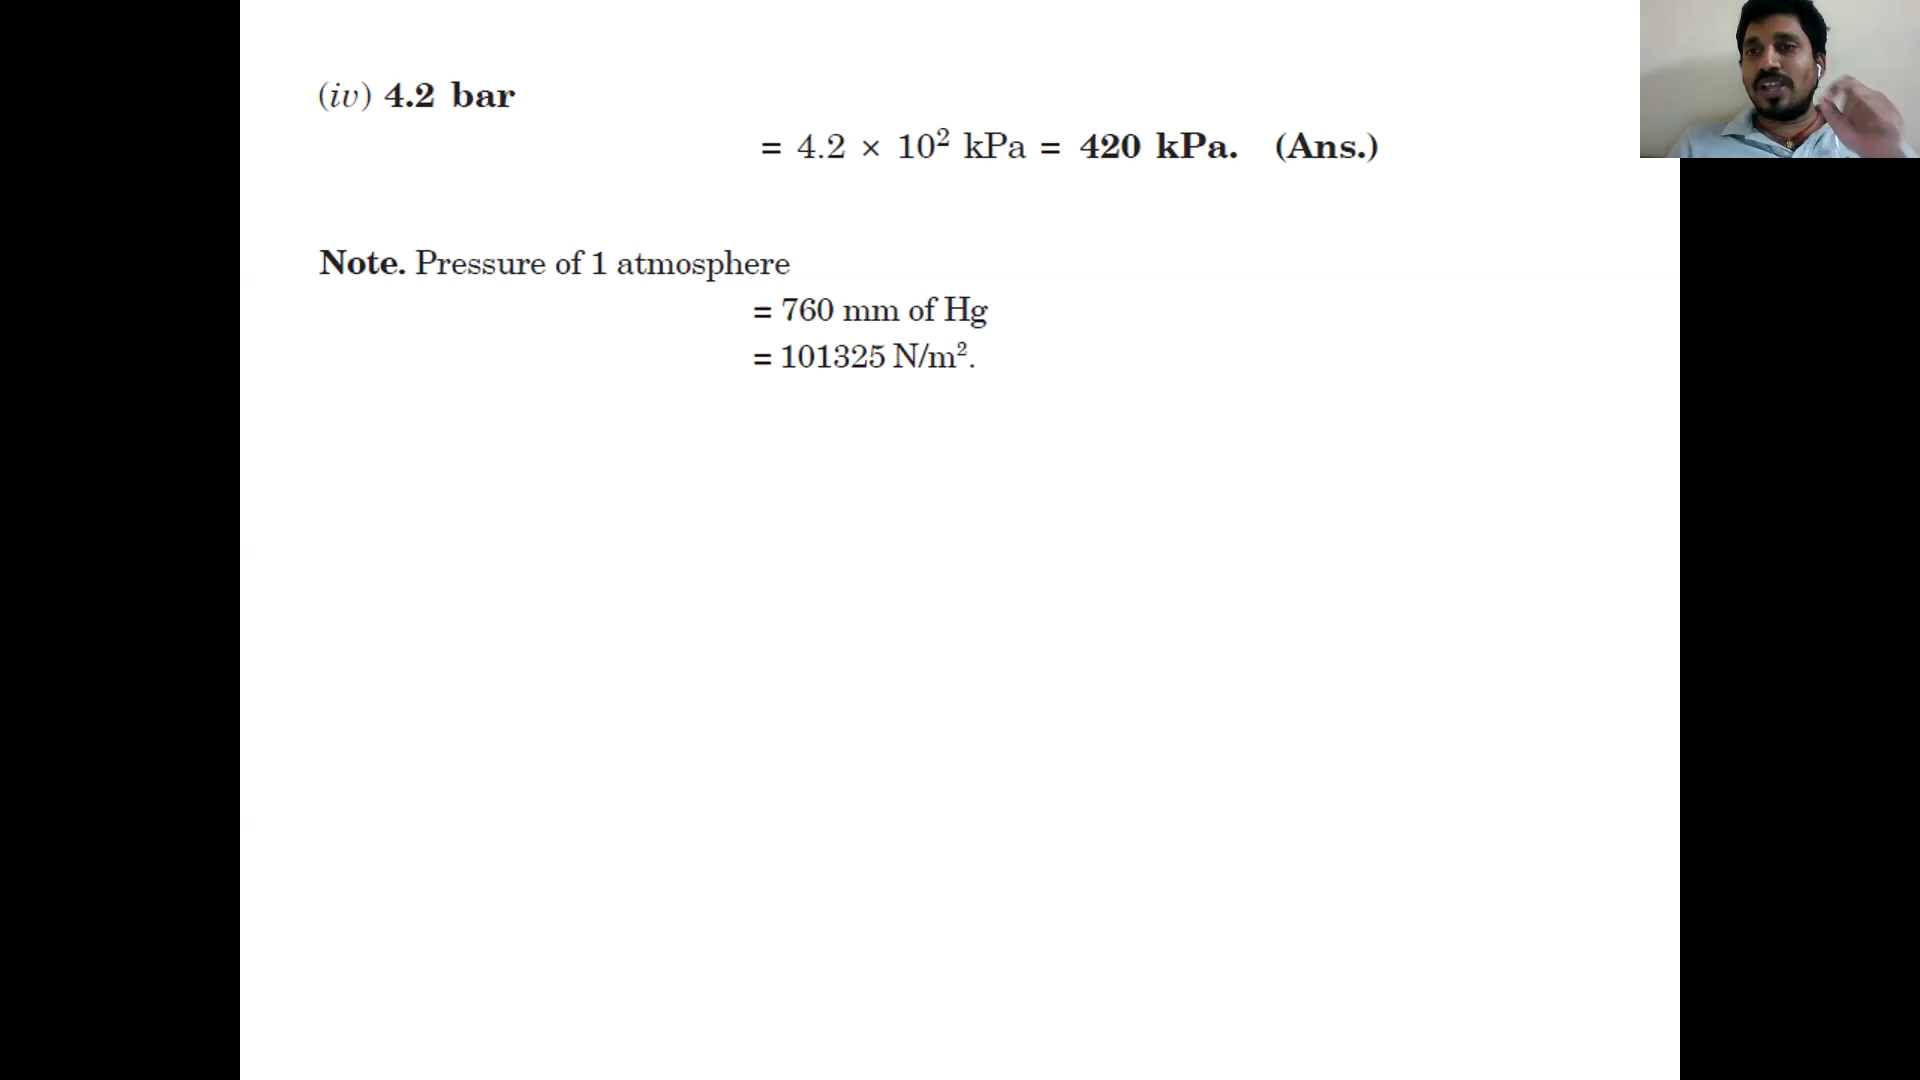 (iv) 4.2 bar
= 4.2 × 10² kPa = 420 kPa. (Ans.)
Note. Pressure of 1 atmosphere
= 760 mm of Hg
= 101325 N/m².